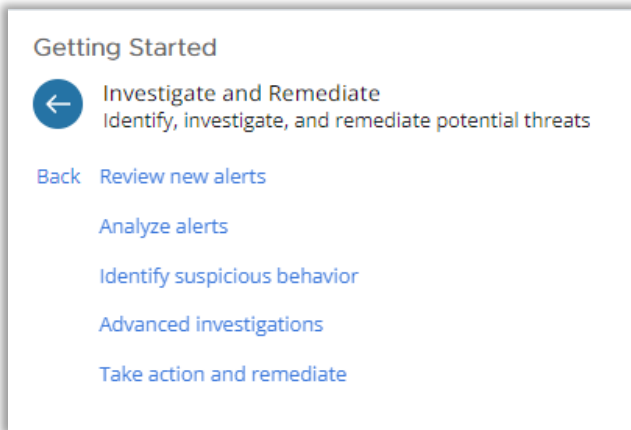 Getting Started
Investigate and Remediate
Identify, investigate, and remediate potential threats
Back Review new alerts
Analyze alerts
Identify suspicious behavior
Advanced investigations
Take action and remediate